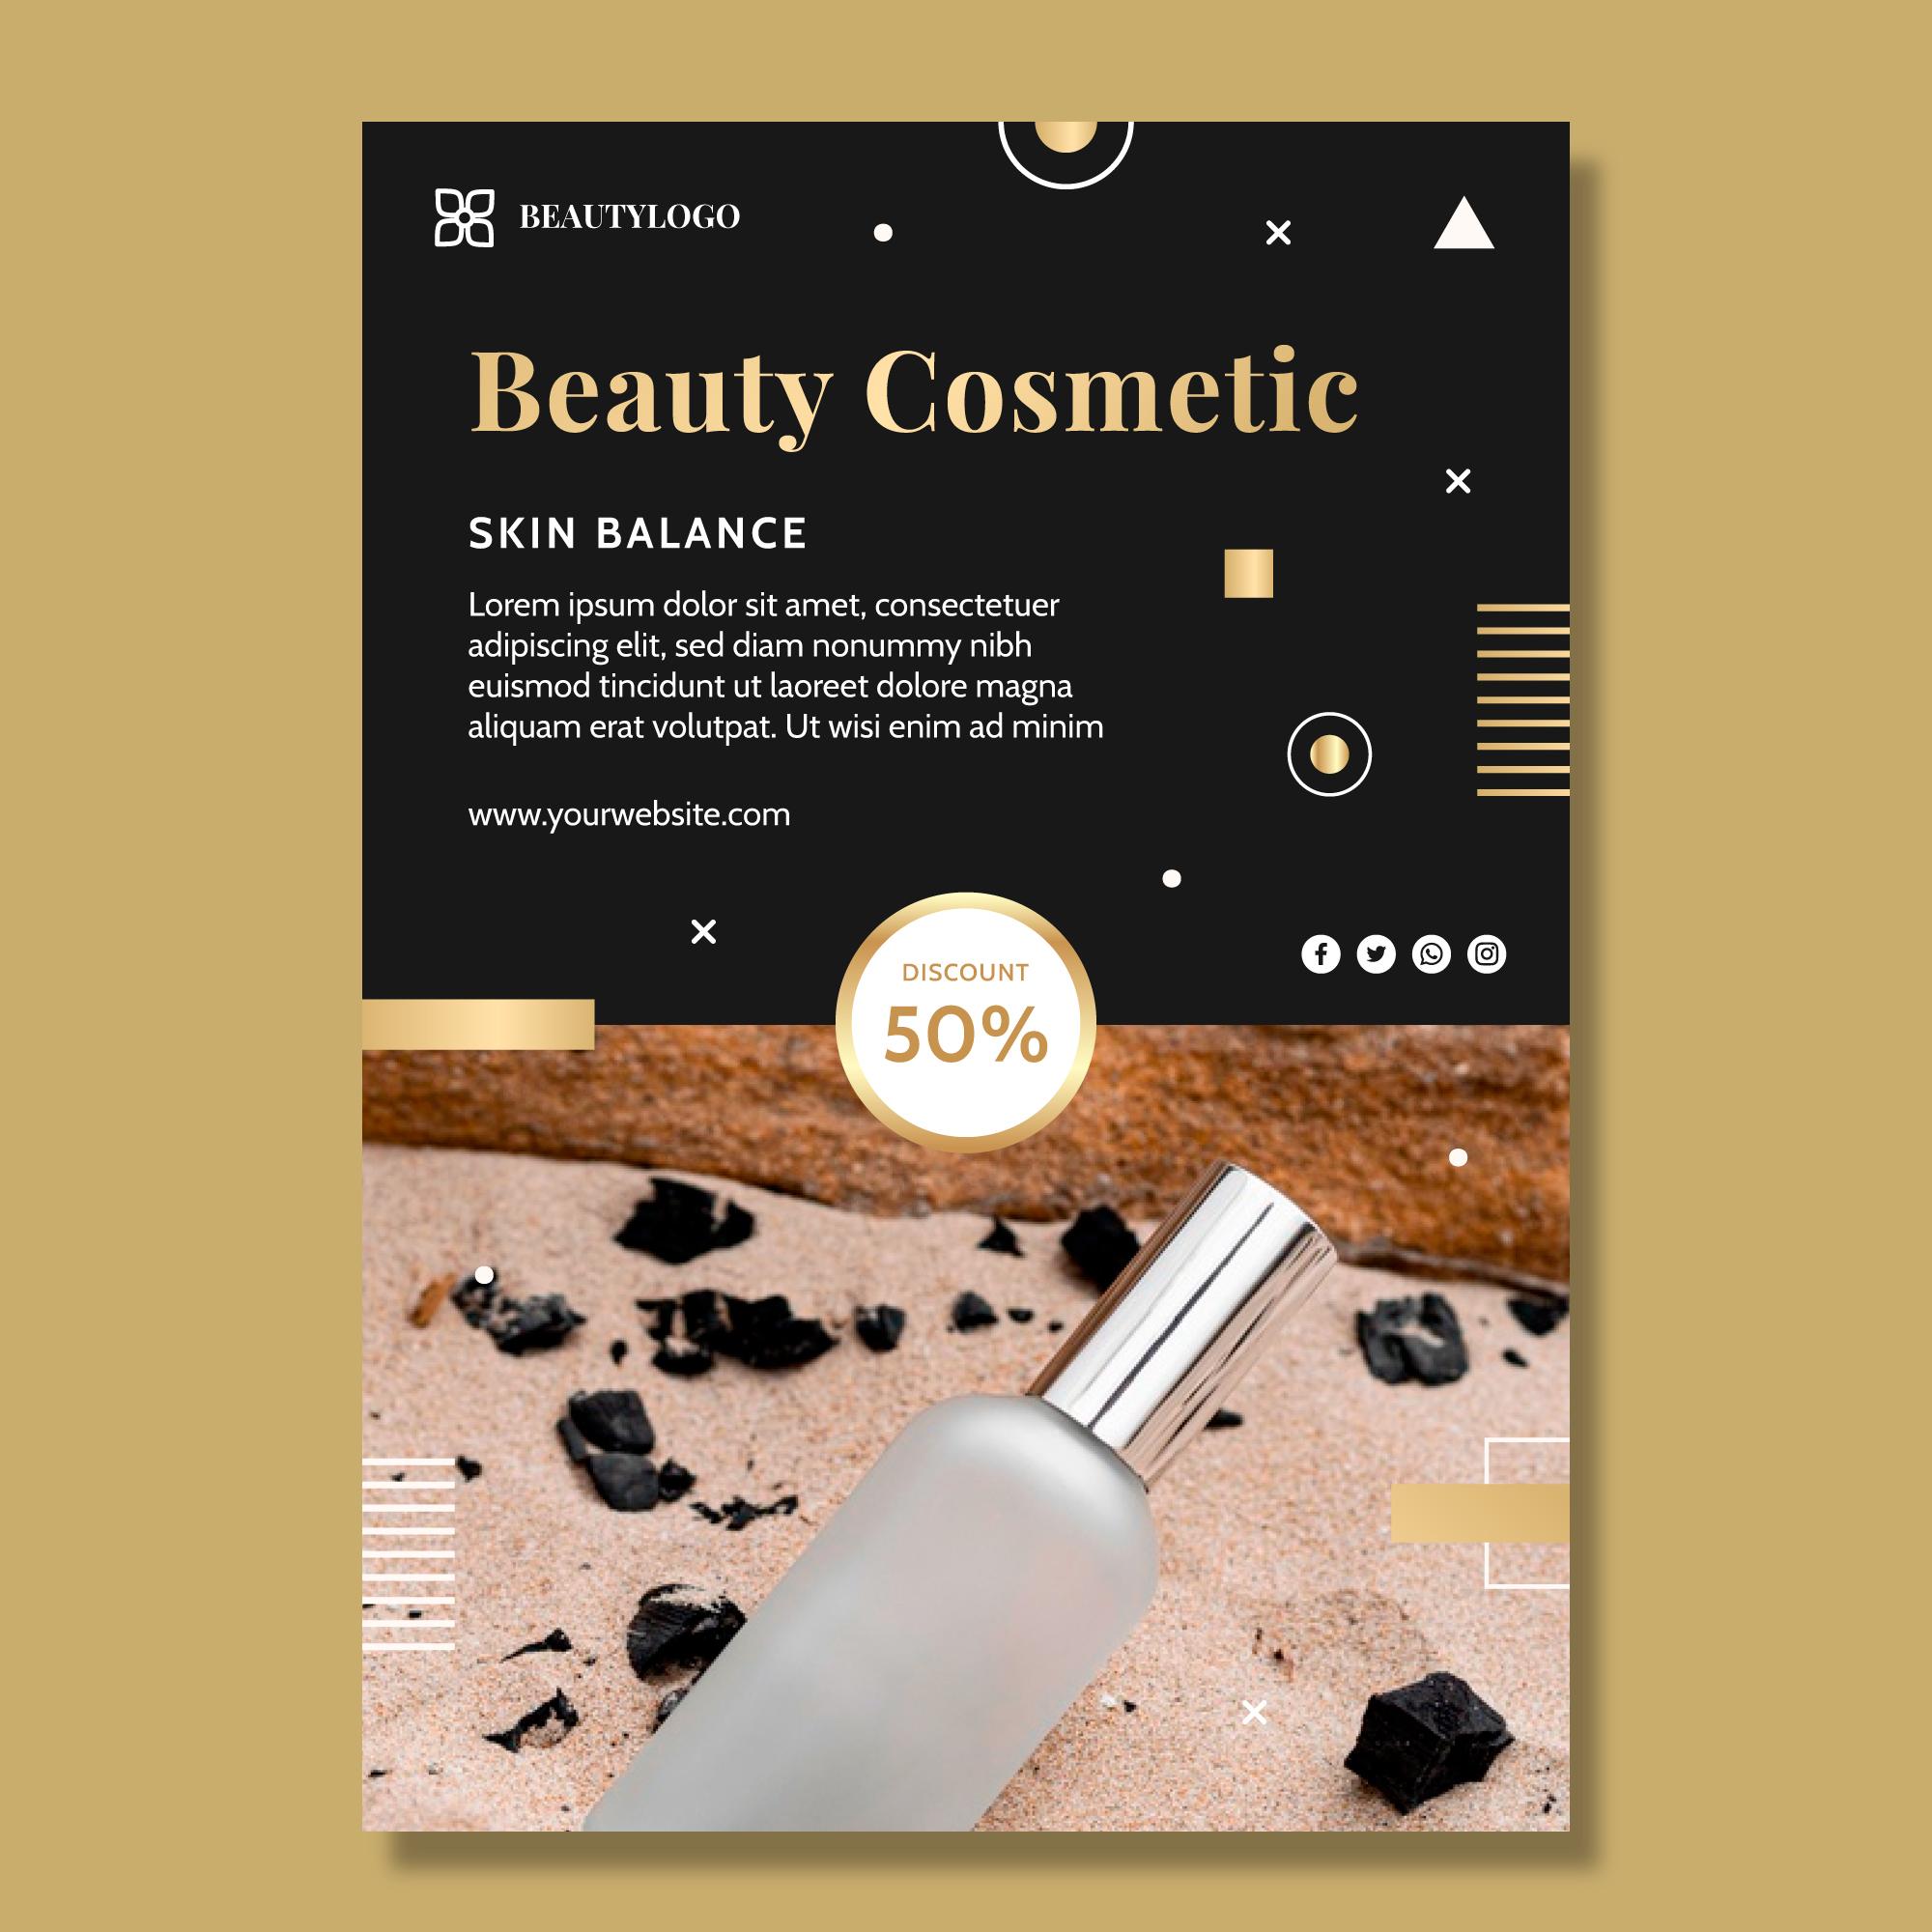 BEAUTYLOGO
Beauty Cosmetic
SKIN BALANCE
Lorem ipsum dolor sit amet, consectetuer
adipiscing elit, sed diam nonummy nibh
euismod tincidunt ut laoreet dolore magna
aliquam erat volutpat. Ut wisi enim ad minim
www.yourwebsite.com
DISCOUNT
50%